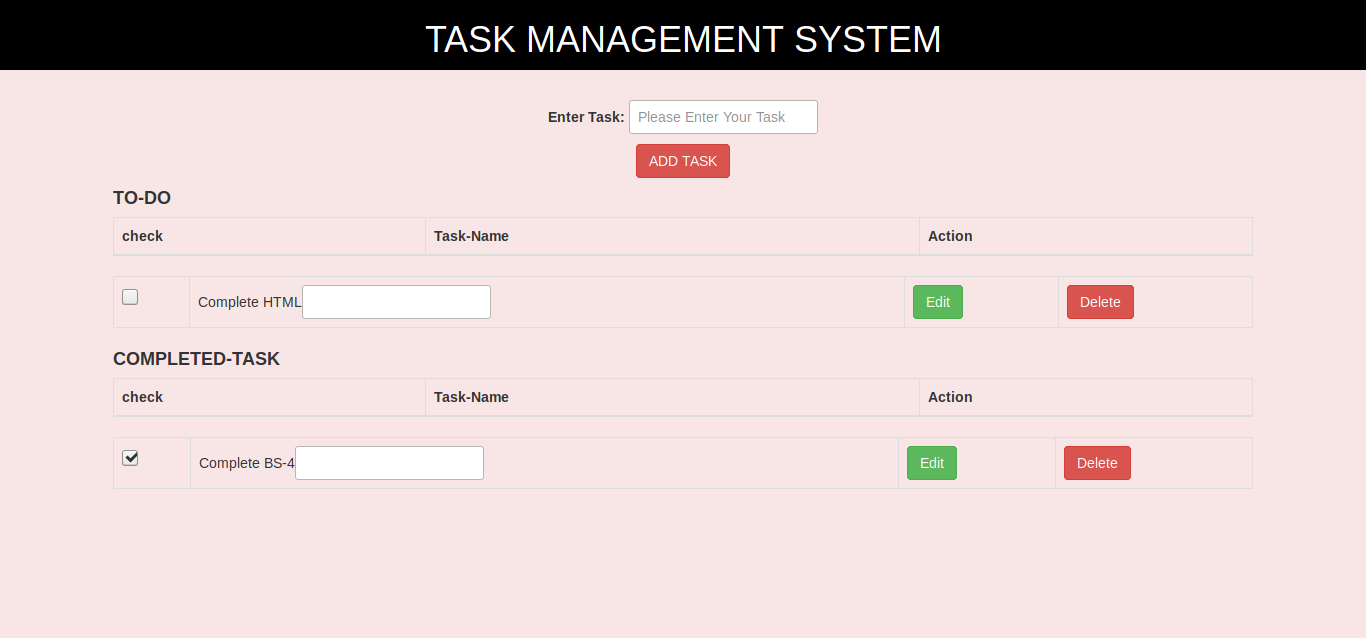 TASK MANAGEMENT SYSTEM
Enter Task: Please Enter Your Task
ADD TASK
TO-DO
check Task-Name Action
Complete HTML Edit Delete
COMPLETED-TASK
check Task-Name Action
Complete BS-4 Edit Delete